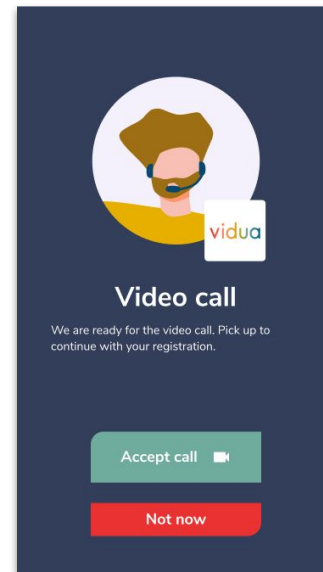 vidua
Video call
We are ready for the video call. Pick up to
continue with your registration.
Accept call
Not now